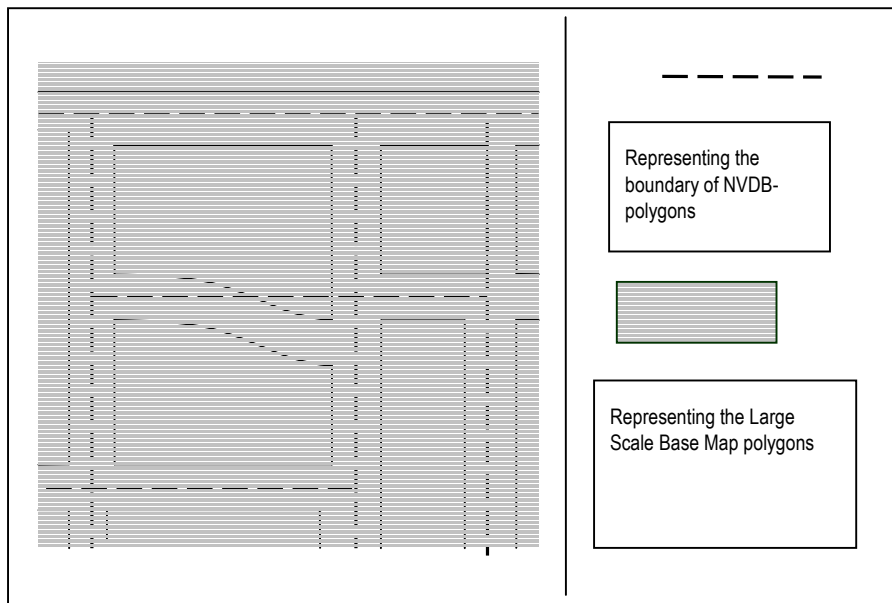 Representing the
boundary of NVDB-
polygons
Representing the Large
Scale Base Map polygons